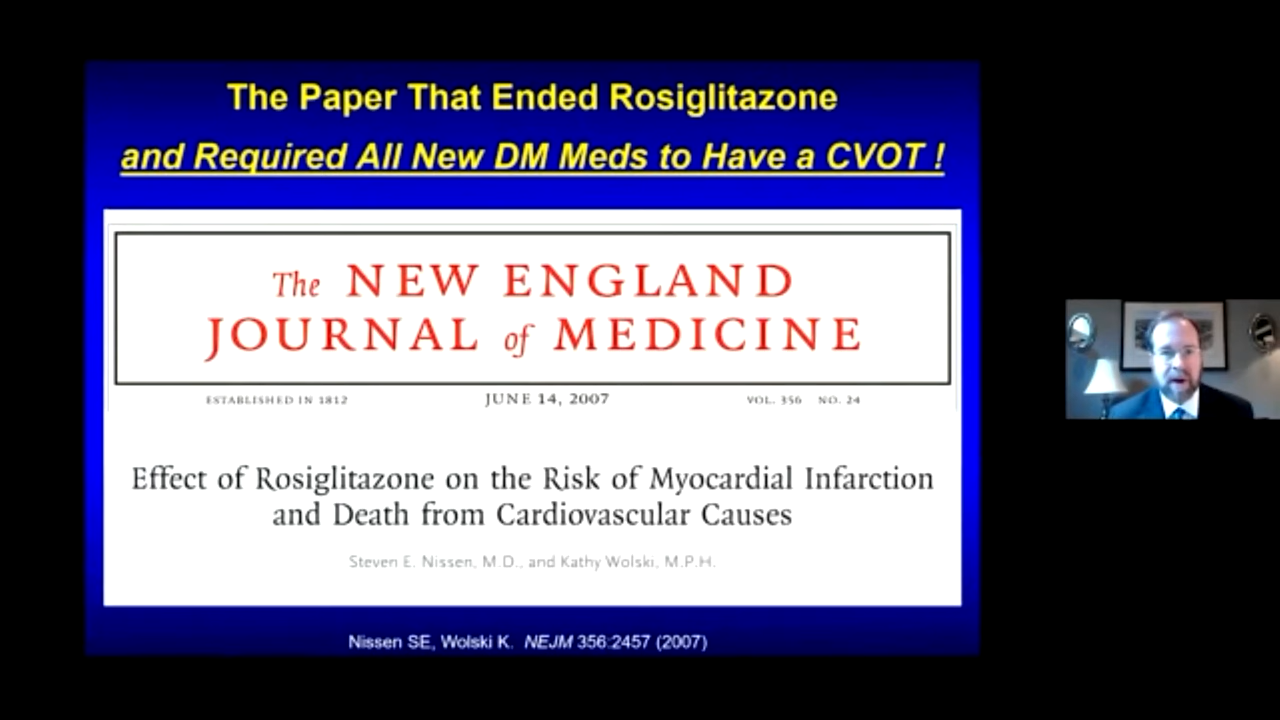 The Paper That Ended Rosiglitazone
and Required All New DM Meds to Have a CVOT !
The NEW ENGLAND
JOURNAL of MEDICINE
ESTABLISHED IN 1812 JUNE 14, 2007 VOL. 356 NO. 24
Effect of Rosiglitazone on the Risk of Myocardial Infarction
and Death from Cardiovascular Causes
Steven E. Nissen, M.D., and Kathy Wolski, M.P.H.
Nissen SE, Wolski K. NEJM 356:2457 (2007)